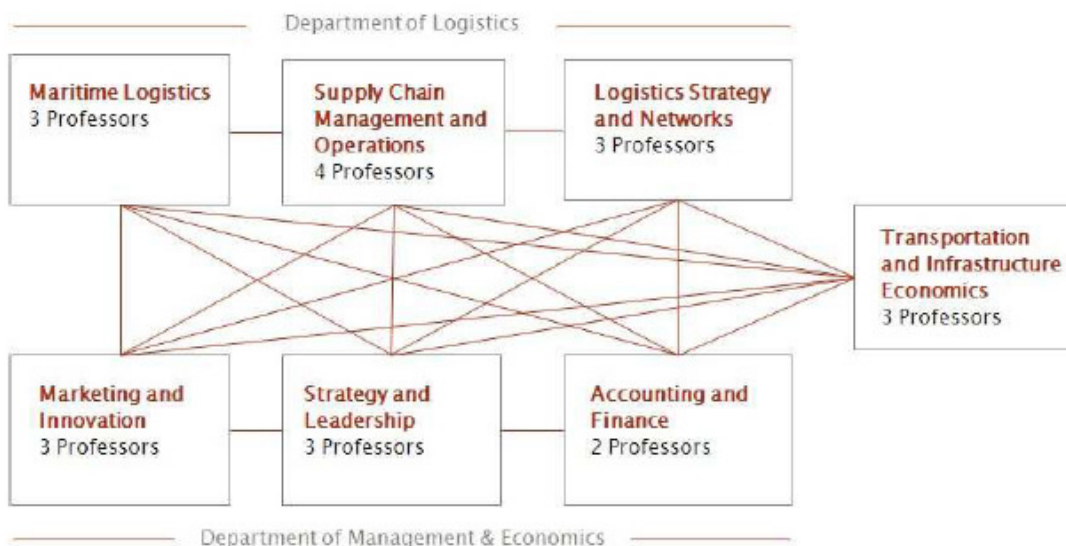 Department of Logistics
Maritime Logistics
3 Professors
Supply Chain
Management and
Operations
4 Professors
Logistics Strategy
and Networks
3 Professors
Transportation
and Infrastructure
Economics
3 Professors
Marketing and
Innovation
3 Professors
Strategy and
Leadership
3 Professors
Accounting and
Finance
2 Professors
Department of Management & Economics